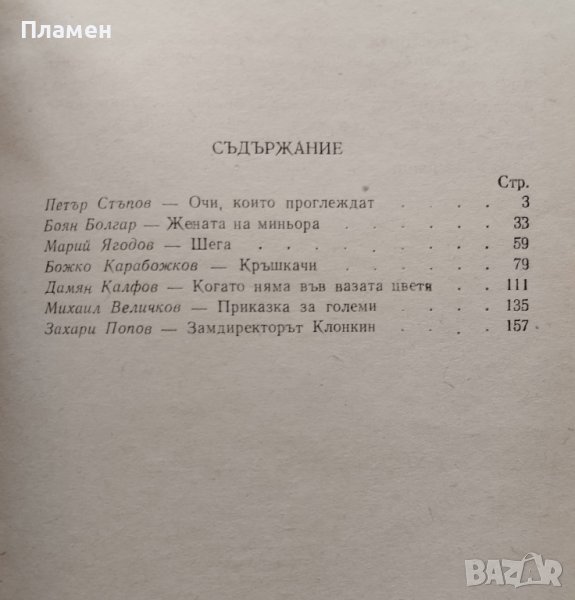 Пламен
СЪДЪРЖАНИЕ
Стр.
Петър Стъпов — Очи, които проглеждат . . . 3
Боян Болгар — Жената на миньора . . . . . 33
Марий Ягодов — Шега . . . . . . . . 59
Божко Карабожков — Кръшкачи . . . . . 79
Дамян Калфов — Когато няма във вазата цветя . 111
Михаил Величков — Приказка за големи . . . 135
Захари Попов — Замдиректорът Клонкин . . . 157
BAZAR